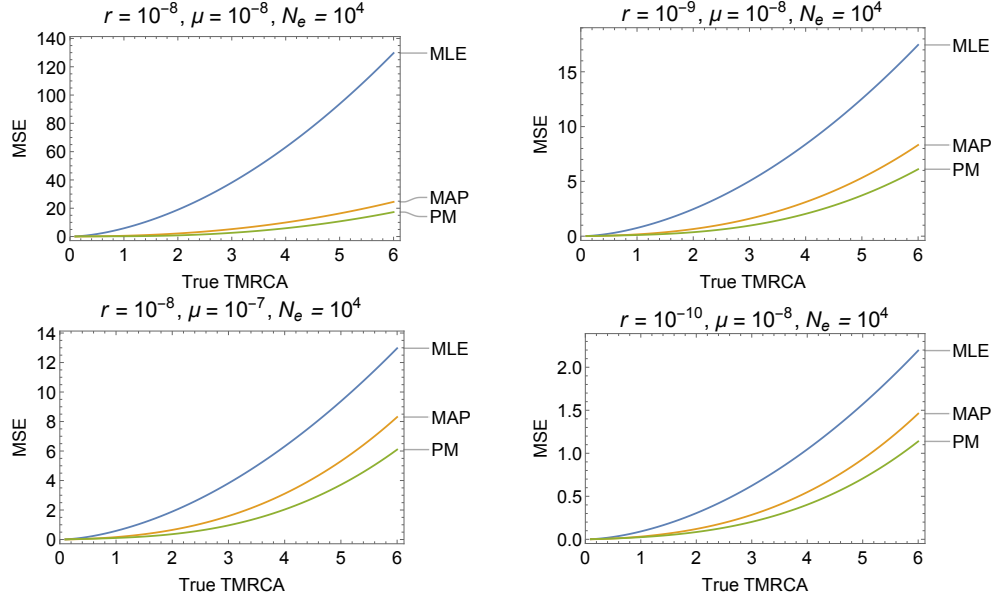 r = 10⁻⁸, μ = 10⁻⁸, Nₑ = 10⁴
MSE
140
120
100
80
60
40
20
0
0 1 2 3 4 5 6
True TMRCA
MLE
MAP
PM
r = 10⁻⁹, μ = 10⁻⁸, Nₑ = 10⁴
MSE
15
10
5
0
0 1 2 3 4 5 6
True TMRCA
MLE
MAP
PM
r = 10⁻⁸, μ = 10⁻⁷, Nₑ = 10⁴
MSE
14
12
10
8
6
4
2
0
0 1 2 3 4 5 6
True TMRCA
MLE
MAP
PM
r = 10⁻¹⁰, μ = 10⁻⁸, Nₑ = 10⁴
MSE
2.0
1.5
1.0
0.5
0.0
0 1 2 3 4 5 6
True TMRCA
MLE
MAP
PM